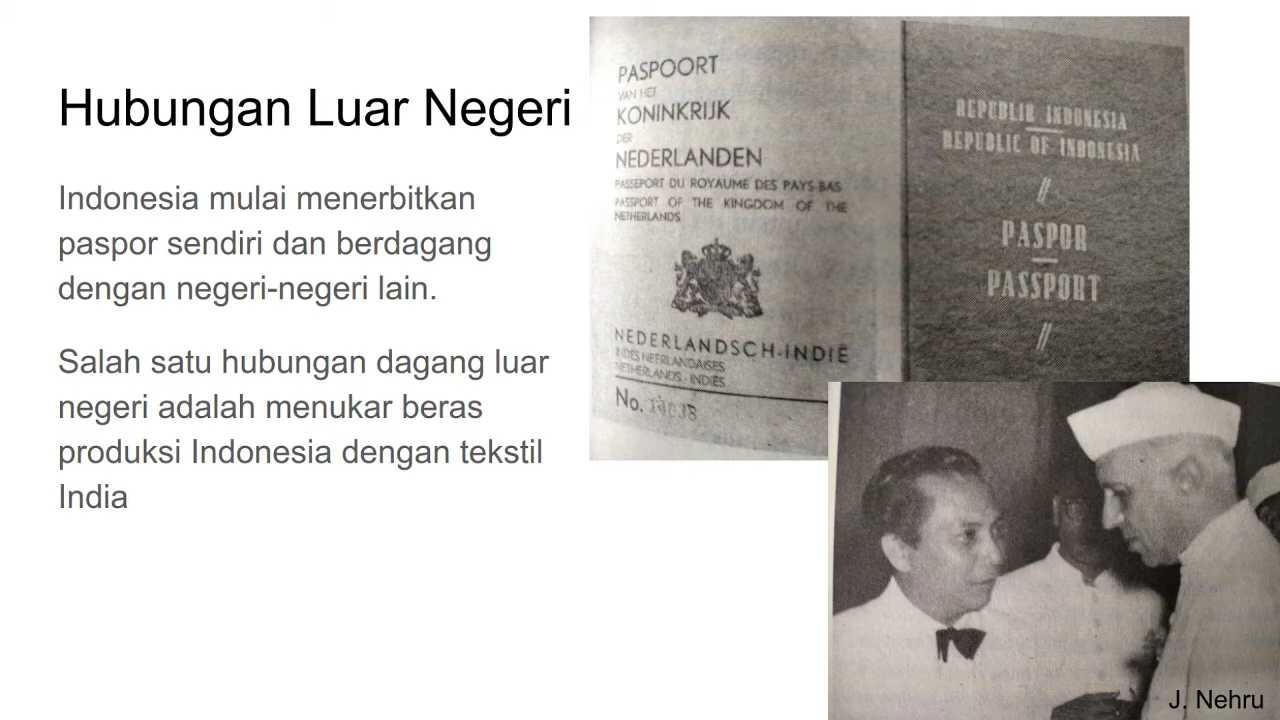 Hubungan Luar Negeri
Indonesia mulai menerbitkan
paspor sendiri dan berdagang
dengan negeri-negeri lain.
Salah satu hubungan dagang luar
negeri adalah menukar beras
produksi Indonesia dengan tekstil
India
PASPOORT
VAN HET
KONINKRIJK
DER
NEDERLANDEN
PASSEPORT DU ROYAUME DES PAYS-BAS
PASSPORT OF THE KINGDOM OF THE
NETHERLANDS
NEDERLANDSCH-INDIË
INDES NEERLANDAISES
NETHERLANDS-INDIES
No.
REPUBLIK INDONESIA
REPUBLIC OF INDONESIA
PASPOR
PASSPORT
J. Nehru